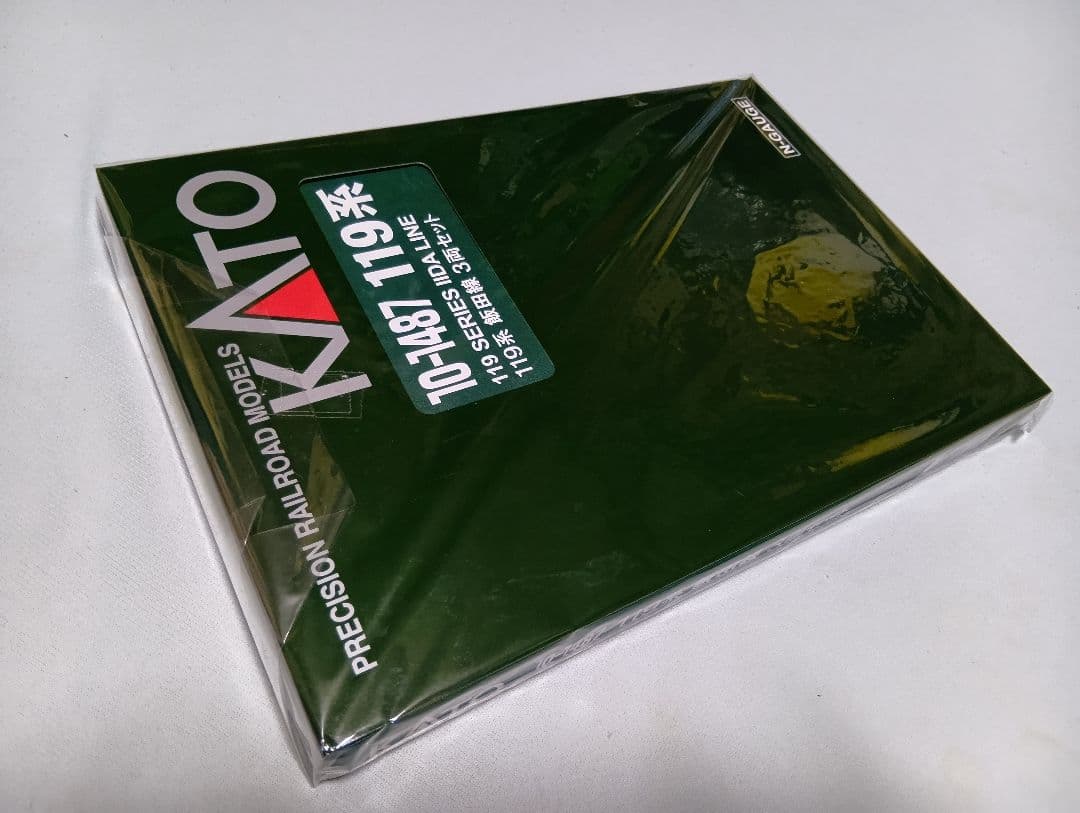 PRECISION RAILROAD MODELS
KATO
10-1487 119系
119 SERIES IIDA LINE
119系 飯田線 3両セット
N-GAUGE